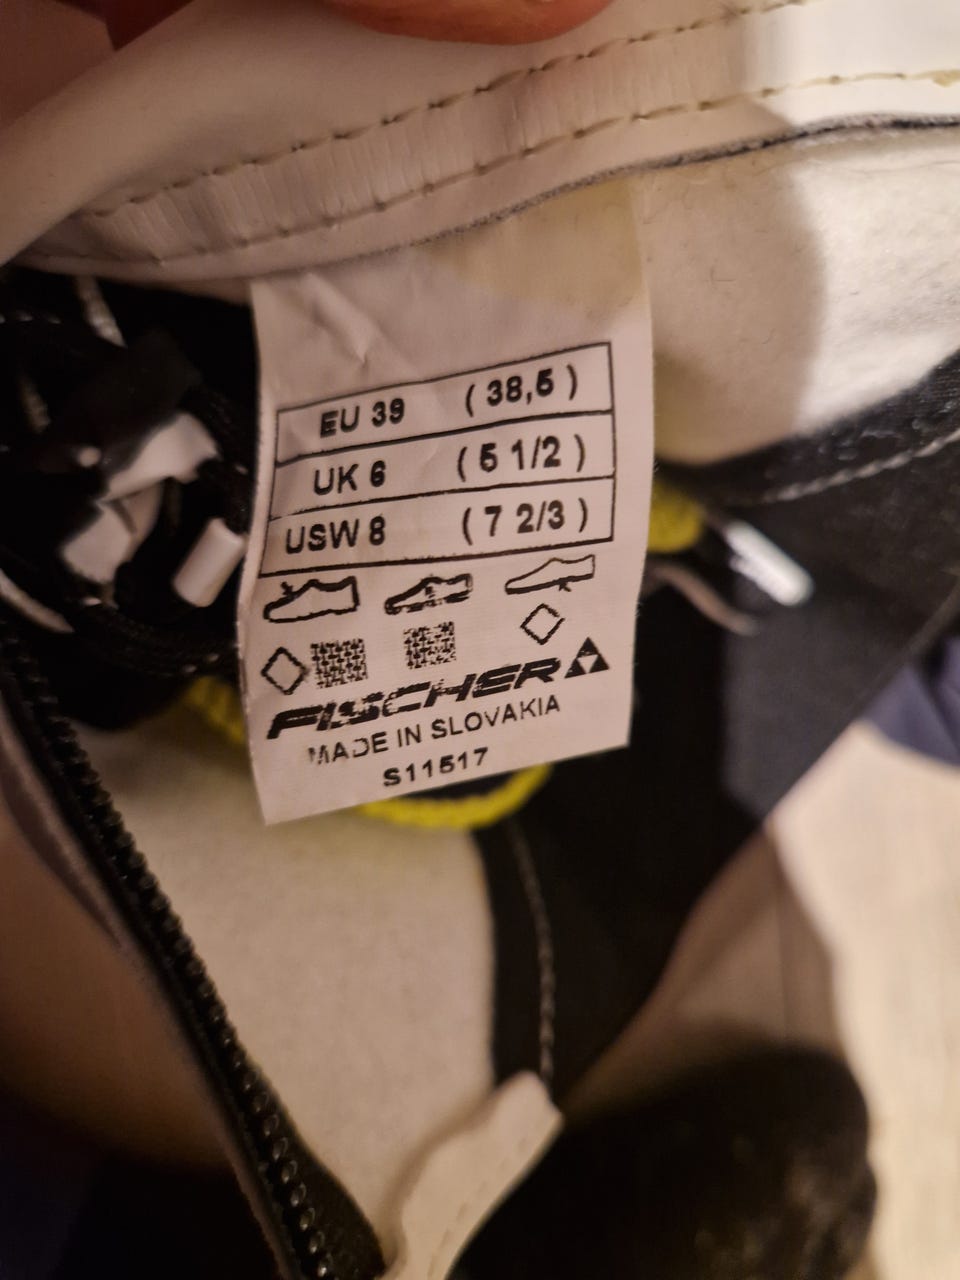 EU 39 ( 38,5 )
UK 6 ( 5 1/2 )
USW 8 ( 7 2/3 )
FISCHER
MADE IN SLOVAKIA
S11517